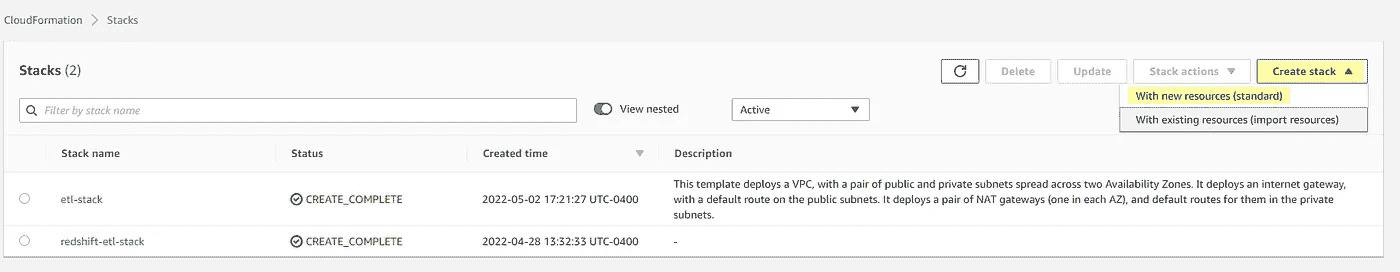 CloudFormation > Stacks
Stacks (2)
Delete
Update
Stack actions
Create stack
With new resources (standard)
With existing resources (import resources)
Filter by stack name
View nested
Active
Stack name Status Created time Description
etl-stack CREATE_COMPLETE 2022-05-02 17:21:27 UTC-0400 This template deploys a VPC, with a pair of public and private subnets spread across two Availability Zones. It deploys an internet gateway,
with a default route on the public subnets. It deploys a pair of NAT gateways (one in each AZ), and default routes for them in the private
subnets.
redshift-etl-stack CREATE_COMPLETE 2022-04-28 13:32:33 UTC-0400 -